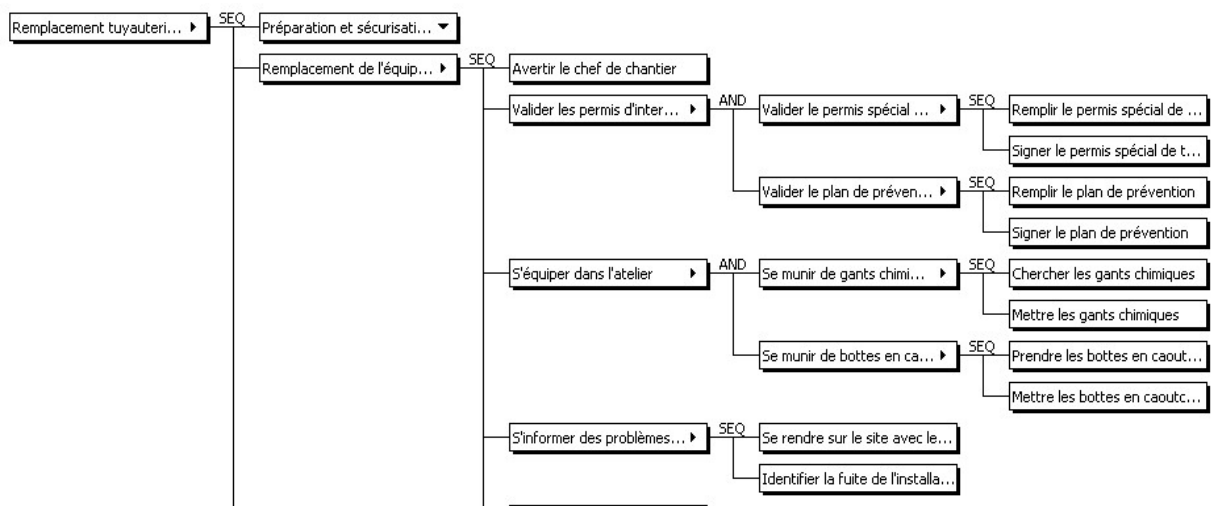 Remplacement tuyauteri...
SEQ
Préparation et sécurisati...
Remplacement de l'équip...
SEQ
Avertir le chef de chantier
Valider les permis d'inter...
AND
Valider le permis spécial ...
SEQ
Remplir le permis spécial de ...
Signer le permis spécial de t...
Valider le plan de préven...
SEQ
Remplir le plan de prévention
Signer le plan de prévention
S'équiper dans l'atelier
AND
Se munir de gants chimi...
SEQ
Chercher les gants chimiques
Mettre les gants chimiques
Se munir de bottes en ca...
SEQ
Prendre les bottes en caout...
Mettre les bottes en caoutc...
S'informer des problèmes...
SEQ
Se rendre sur le site avec le...
Identifier la fuite de l'installa...